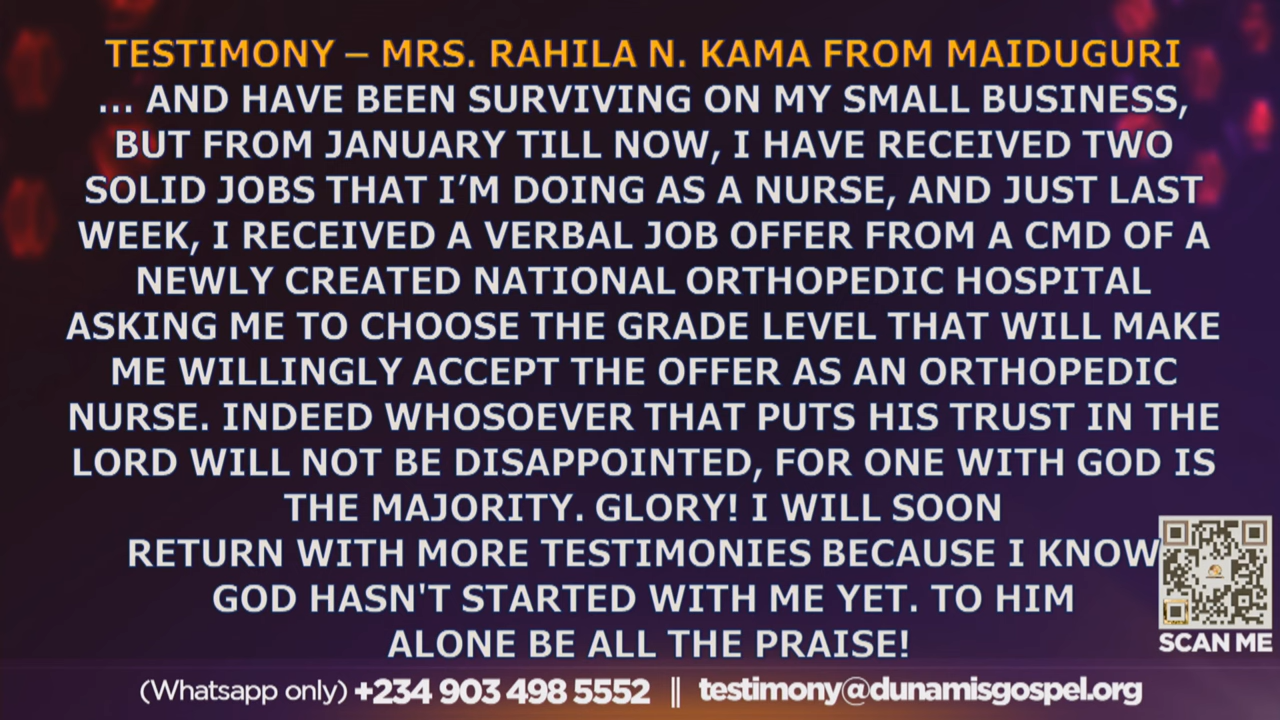 TESTIMONY – MRS. RAHILA N. KAMA FROM MAIDUGURI
... AND HAVE BEEN SURVIVING ON MY SMALL BUSINESS,
BUT FROM JANUARY TILL NOW, I HAVE RECEIVED TWO
SOLID JOBS THAT I’M DOING AS A NURSE, AND JUST LAST
WEEK, I RECEIVED A VERBAL JOB OFFER FROM A CMD OF A
NEWLY CREATED NATIONAL ORTHOPEDIC HOSPITAL
ASKING ME TO CHOOSE THE GRADE LEVEL THAT WILL MAKE
ME WILLINGLY ACCEPT THE OFFER AS AN ORTHOPEDIC
NURSE. INDEED WHOSOEVER THAT PUTS HIS TRUST IN THE
LORD WILL NOT BE DISAPPOINTED, FOR ONE WITH GOD IS
THE MAJORITY. GLORY! I WILL SOON
RETURN WITH MORE TESTIMONIES BECAUSE I KNOW
GOD HASN'T STARTED WITH ME YET. TO HIM
ALONE BE ALL THE PRAISE!
SCAN ME
(Whatsapp only) +234 903 498 5552 || testimony@dunamisgospel.org